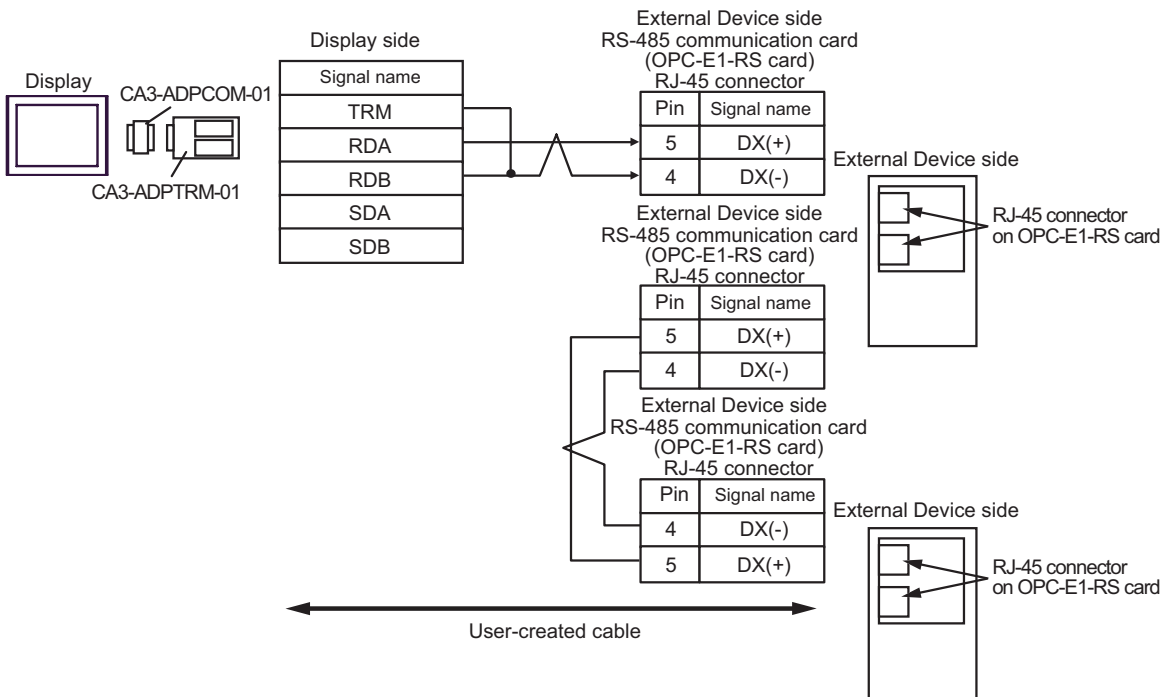 Display
CA3-ADPCOM-01
CA3-ADPTRM-01
Display side
Signal name
TRM
RDA
RDB
SDA
SDB
External Device side
RS-485 communication card
(OPC-E1-RS card)
RJ-45 connector
Pin Signal name
5 DX(+)
4 DX(-)
External Device side
RJ-45 connector
on OPC-E1-RS card
External Device side
RS-485 communication card
(OPC-E1-RS card)
RJ-45 connector
Pin Signal name
5 DX(+)
4 DX(-)
External Device side
RS-485 communication card
(OPC-E1-RS card)
RJ-45 connector
Pin Signal name
4 DX(-)
5 DX(+)
External Device side
RJ-45 connector
on OPC-E1-RS card
User-created cable